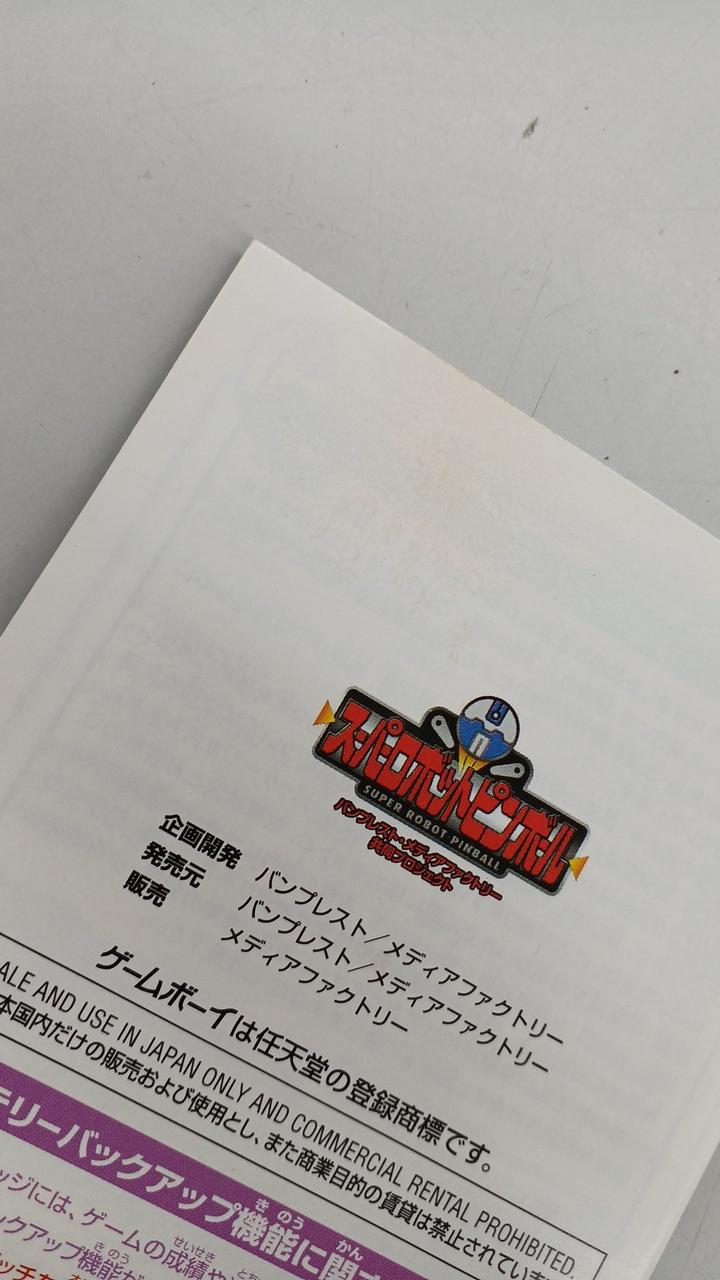 スーパーロボットピンボール
SUPER ROBOT PINBALL
バンプレスト・メディアファクトリー
共同プロジェクト
企画開発 バンプレスト／メディアファクトリー
発売元 バンプレスト／メディアファクトリー
販売 メディアファクトリー
ゲームボーイは任天堂の登録商標です。
ALE AND USE IN JAPAN ONLY AND COMMERCIAL RENTAL PROHIBITED.
本国内だけの販売および使用とし、また商業目的の賃貸は禁止されていま
テリーバックアップ機能に関
ッジには、ゲームの成績や
ックアップ機能が